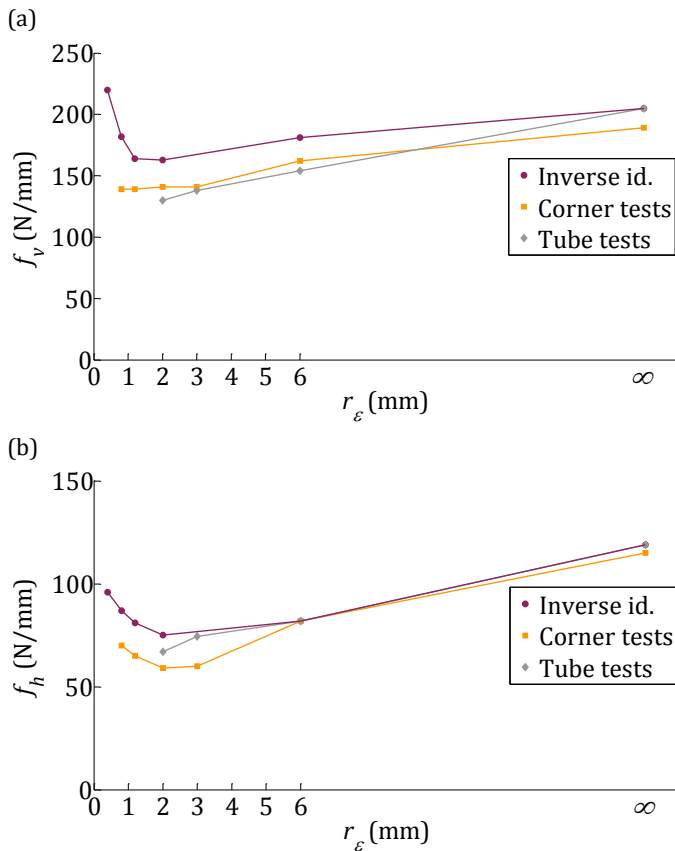 (a)
250
200
150
100
50
0
f_v (N/mm)
Inverse id.
Corner tests
Tube tests
0 1 2 3 4 5 6 ∞
r_ε (mm)
(b)
150
100
50
0
f_h (N/mm)
Inverse id.
Corner tests
Tube tests
0 1 2 3 4 5 6 ∞
r_ε (mm)